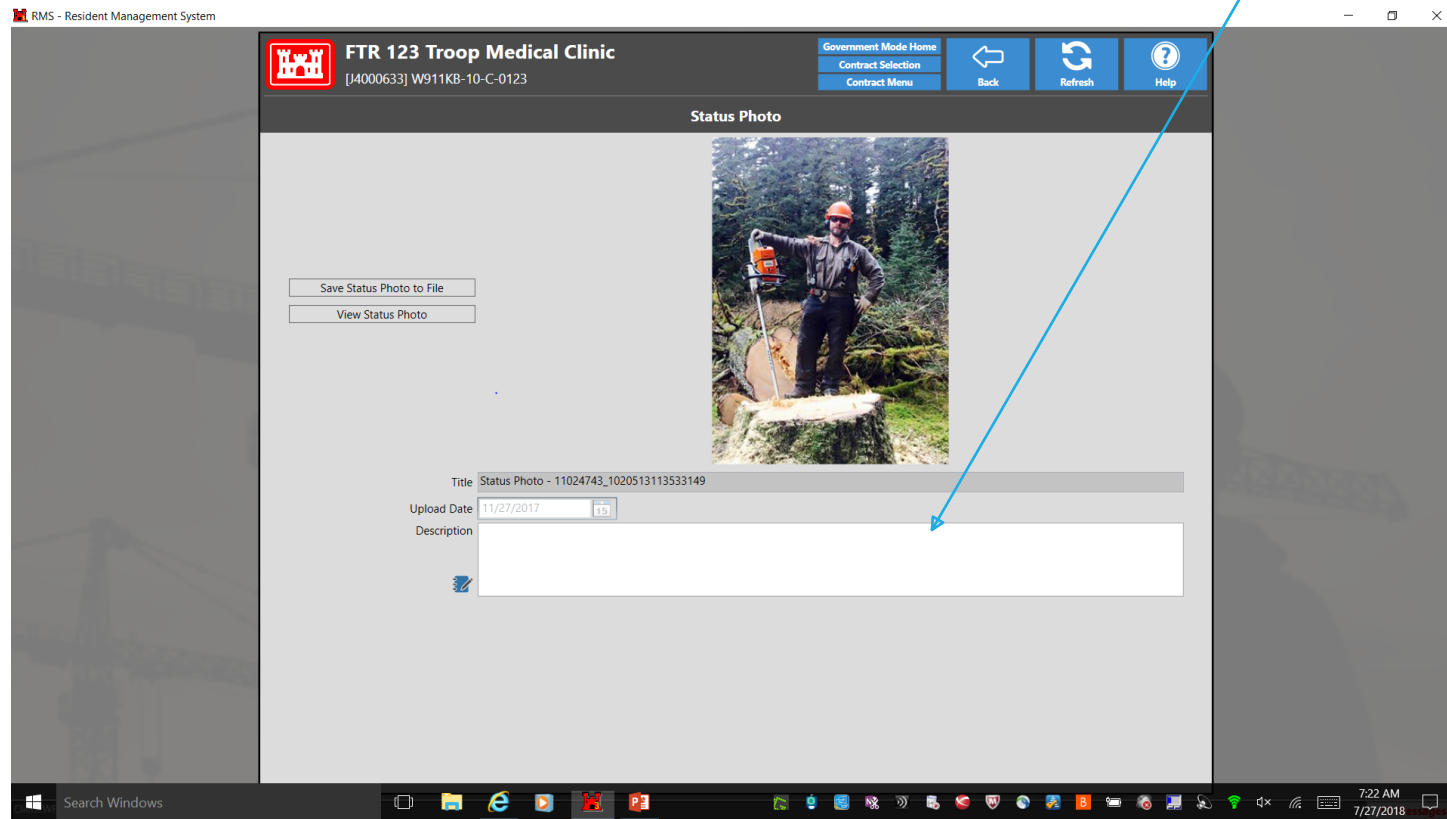 RMS - Resident Management System
FTR 123 Troop Medical Clinic
[J4000633] W911KB-10-C-0123
Government Mode Home
Contract Selection
Contract Menu
Back
Refresh
Help
Status Photo
Save Status Photo to File
View Status Photo
Title Status Photo - 11024743_1020513113533149
Upload Date 11/27/2017 15
Description
Search Windows
7:22 AM
7/27/2018